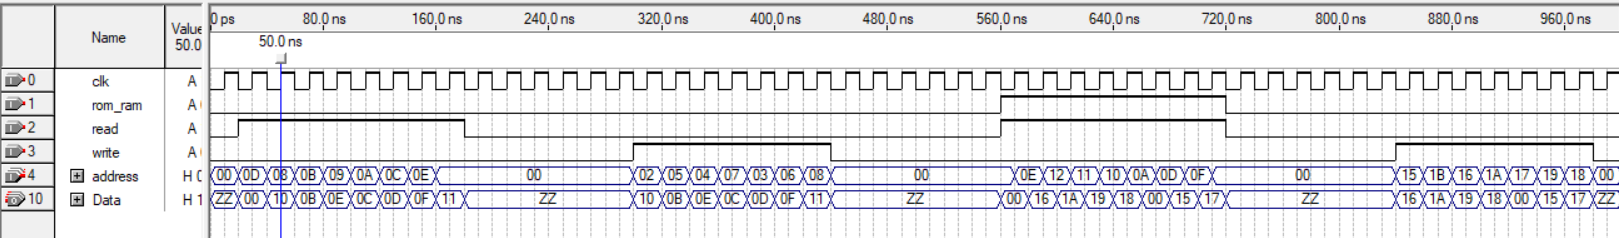 Value
0 ps 80.0 ns 160.0 ns 240.0 ns 320.0 ns 400.0 ns 480.0 ns 560.0 ns 640.0 ns 720.0 ns 800.0 ns 880.0 ns 960.0 ns
Name
50.0
50.0 ns
0 clk A
1 rom_ram A
2 read A
3 write A
4 address H 00 0D 08 0B 09 0A 0C 0E 00 02 05 04 07 03 06 08 00 0E 12 11 10 0A 0D 0F 00 15 1B 16 1A 17 19 18 00
10 Data H 1 ZZ 00 10 0B 0E 0C 0D 0F 11 ZZ 10 0B 0E 0C 0D 0F 11 ZZ 00 16 1A 19 18 00 15 17 ZZ 16 1A 19 18 00 15 17 ZZ